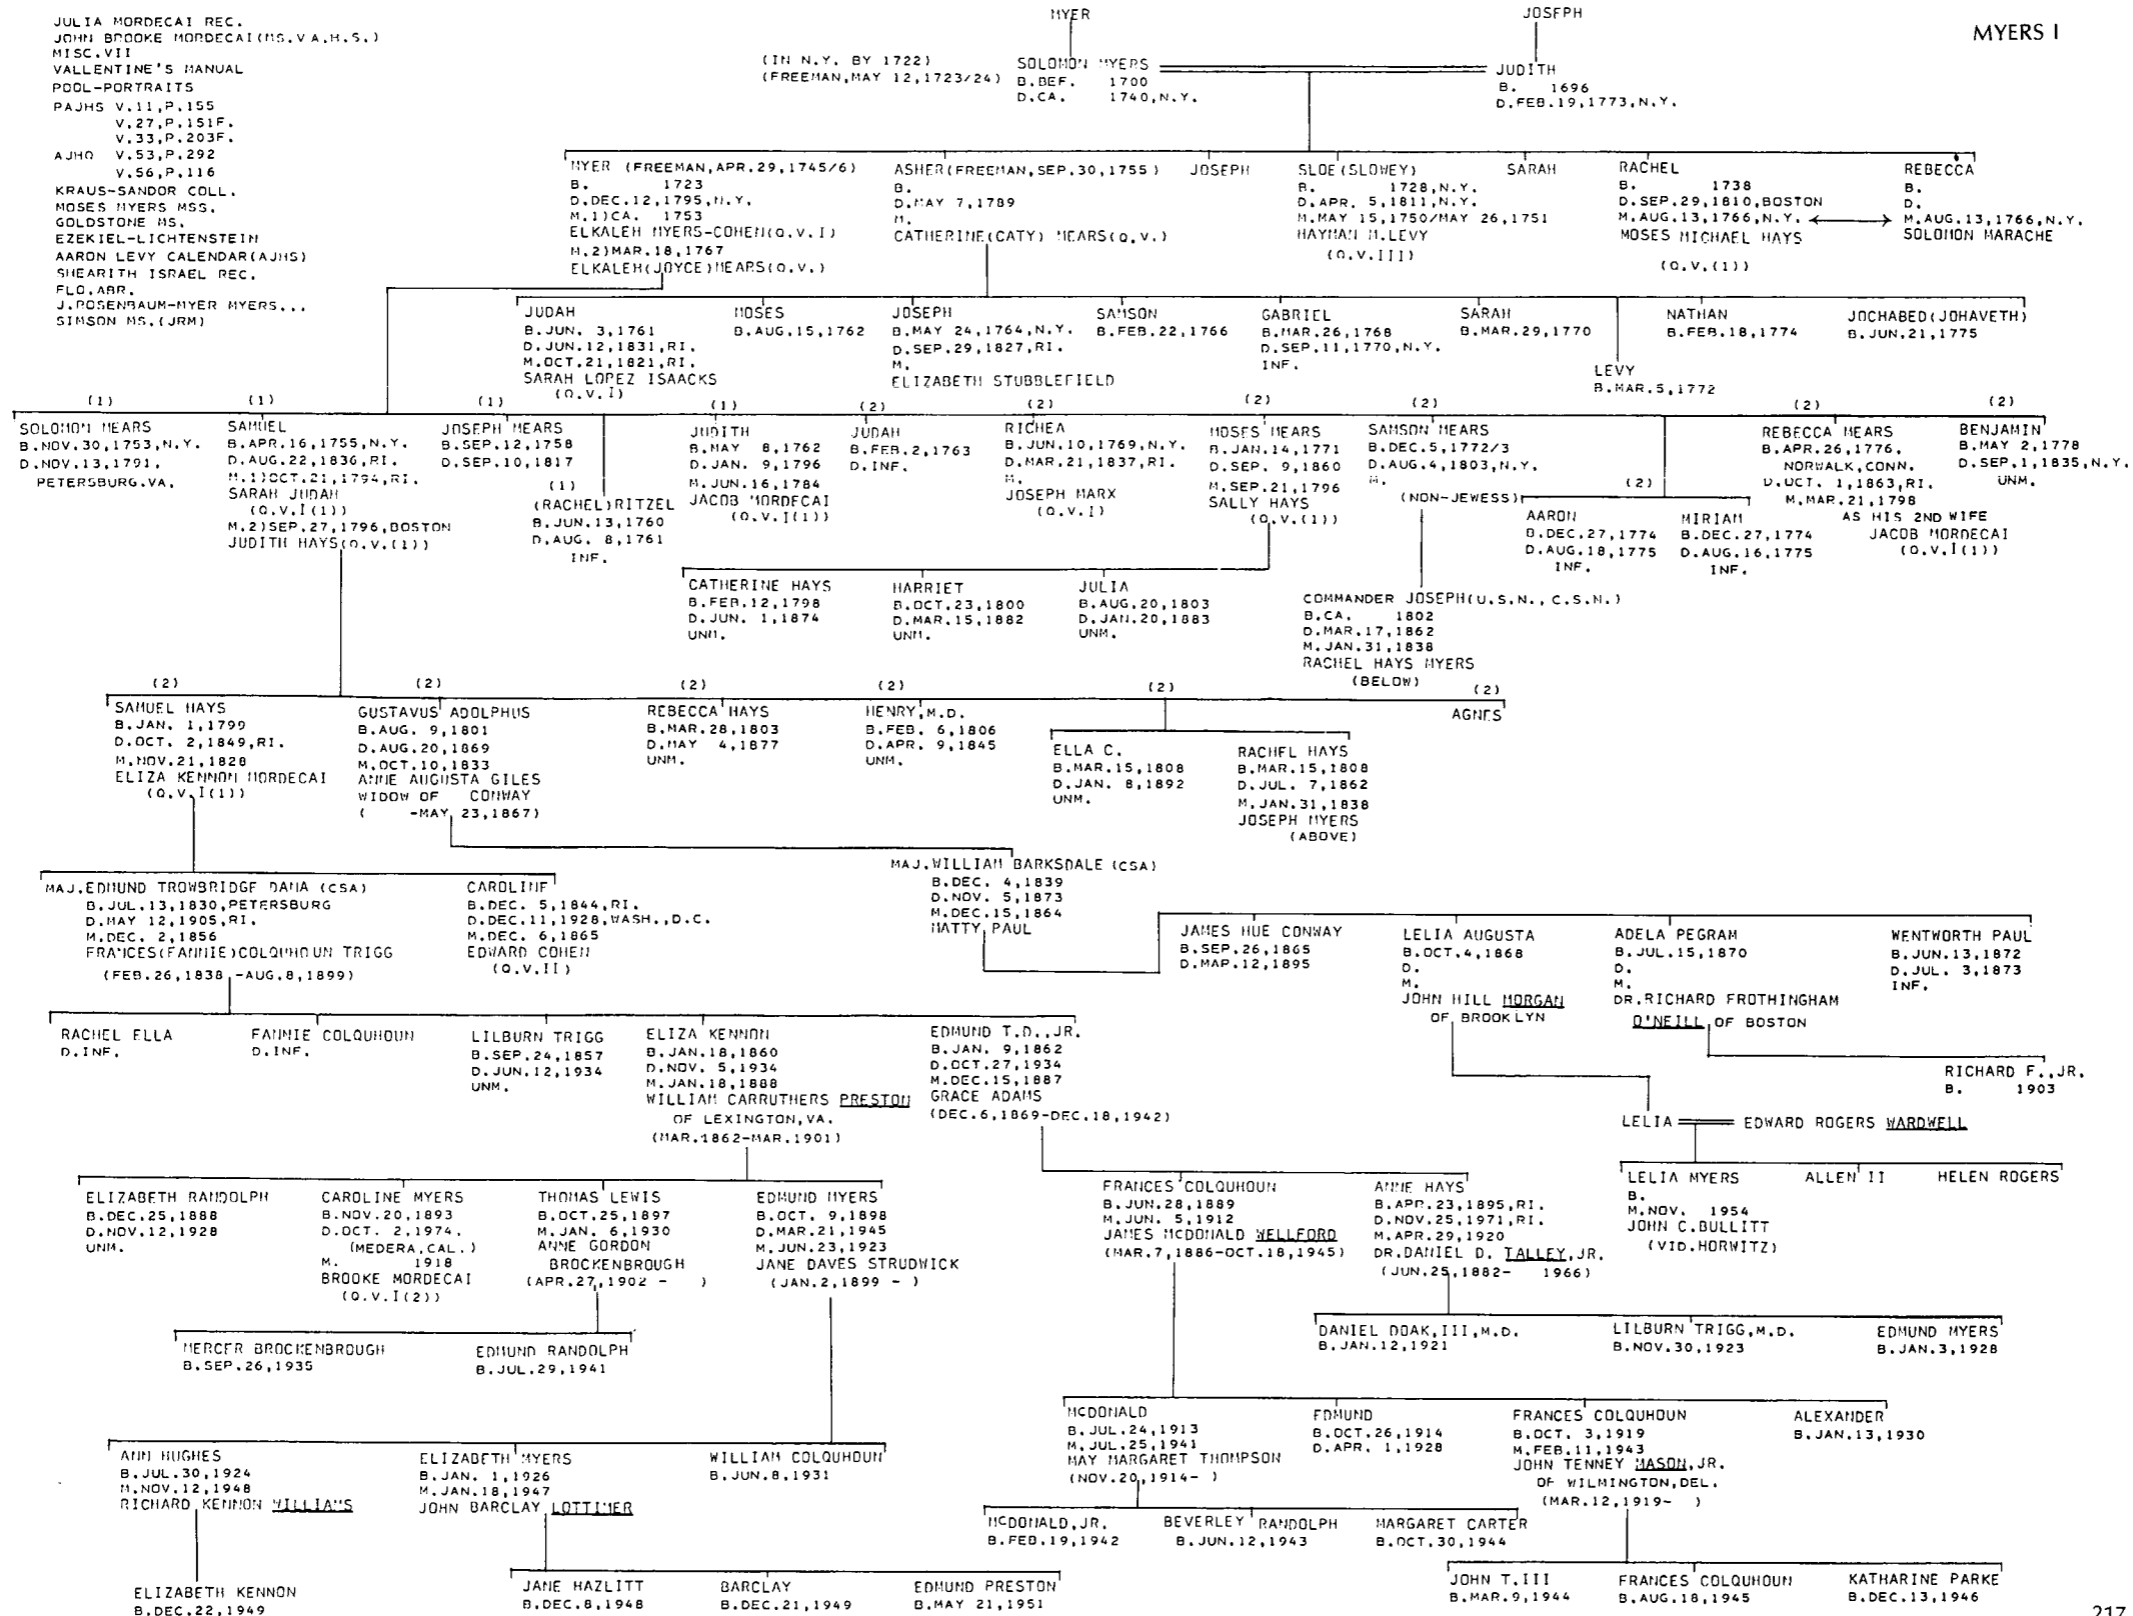 MYERS I
JULIA MORDECAI REC.
JOHN BROOKE MORDECAI(MS.VA.H.S.)
MISC.VII
VALLENTINE'S MANUAL
POOL-PORTRAITS
PAJHS V.11,P.155
V.27,P.151F.
V.33,P.203F.
AJHQ V.53,P.292
V.56,P.116
KRAUS-SANDOR COLL.
MOSES MYERS MSS.
GOLDSTONE MS.
EZEKIEL-LICHTENSTEIN
AARON LEVY CALENDAR(AJHS)
SHEARITH ISRAEL REC.
FLO.ABR.
J.ROSENBAUM-MYER MYERS...
SIMSON MS.(JRM)
MYER
JOSEPH
(IN N.Y. BY 1722)
(FREEMAN,MAY 12,1723/24)
SOLOMON MYERS
B.BEF. 1700
D.CA. 1740,N.Y.
JUDITH
B. 1696
D.FEB.19,1773,N.Y.
MYER (FREEMAN,APR.29,1745/6)
B. 1723
D.DEC.12,1795,N.Y.
M.1)CA. 1753
ELKALEH MYERS-COHEN(Q.V.I)
M.2)MAR.18,1767
ELKALEH(JOYCE)MEARS(Q.V.)
ASHER(FREEMAN,SEP.30,1755)
B.
D.MAY 7,1789
M.
CATHERINE(CATY) MEARS(Q.V.)
JOSEPH
SLOE(SLOWEY)
B. 1728,N.Y.
D.APR. 5,1811,N.Y.
M.MAY 15,1750/MAY 26,1751
HAYMAN M.LEVY
(Q.V.III)
SARAH
RACHEL
B. 1738
D.SEP.29,1810,BOSTON
M.AUG.13,1766,N.Y.
MOSES MICHAEL HAYS
(Q.V.(1))
REBECCA
B.
D.
M.AUG.13,1766,N.Y.
SOLOMON MARACHE
JUDAH
B.JUN. 3,1761
D.JUN.12,1831,RI.
M.OCT.21,1821,RI.
SARAH LOPEZ ISAACKS
(Q.V.I)
MOSES
B.AUG.15,1762
JOSEPH
B.MAY 24,1764,N.Y.
D.SEP.29,1827,RI.
M.
ELIZABETH STUBBLEFIELD
SAMSON
B.FEB.22,1766
GABRIEL
B.MAR.26,1768
D.SEP.11,1770,N.Y.
INF.
SARAH
B.MAR.29,1770
LEVY
B.MAR.5,1772
NATHAN
B.FEB.18,1774
JOCHABED(JOHAVETH)
B.JUN.21,1775
(1)
SOLOMON MEARS
B.NOV.30,1753,N.Y.
D.NOV.13,1791,
PETERSBURG,VA.
(1)
SAMUEL
B.APR.16,1755,N.Y.
D.AUG.22,1836,RI.
M.1)OCT.21,1794,RI.
SARAH JUDAH
(Q.V.I(1))
M.2)SEP.27,1796,BOSTON
JUDITH HAYS(Q.V.(1))
(1)
JOSEPH MEARS
B.SEP.12,1758
D.SEP.10,1817
(1)
(RACHEL)RITZEL
B.JUN.13,1760
D.AUG. 8,1761
INF.
(1)
JUDITH
B.MAY 8,1762
D.JAN. 9,1796
M.JUN.16,1784
JACOB MORDECAI
(Q.V.I(1))
(2)
JUDAH
B.FEB.2,1763
D.INF.
(2)
RICHEA
B.JUN.10,1769,N.Y.
D.MAR.21,1837,RI.
M.
JOSEPH MARX
(Q.V.I)
(2)
MOSES MEARS
B.JAN.14,1771
D.SEP. 9,1860
M.SEP.21,1796
SALLY HAYS
(Q.V.(1))
(2)
SAMSON MEARS
B.DEC.5,1772/3
D.AUG.4,1803,N.Y.
M.
(NON-JEWESS)
(2)
AARON
B.DEC.27,1774
D.AUG.18,1775
INF.
MIRIAM
B.DEC.27,1774
D.AUG.16,1775
INF.
(2)
REBECCA MEARS
B.APR.26,1776,
NORWALK,CONN.
D.OCT. 1,1863,RI.
M.MAR.21,1798
AS HIS 2ND WIFE
JACOB MORDECAI
(Q.V.I(1))
(2)
BENJAMIN
B.MAY 2,1778
D.SEP.1,1835,N.Y.
UNM.
CATHERINE HAYS
B.FEB.12,1798
D.JUN. 1,1874
UNM.
HARRIET
B.OCT.23,1800
D.MAR.15,1882
UNM.
JULIA
B.AUG.20,1803
D.JAN.20,1883
UNM.
COMMANDER JOSEPH(U.S.N.,C.S.N.)
B.CA. 1802
D.MAR.17,1862
M.JAN.31,1838
RACHEL HAYS MYERS
(BELOW)
(2)
SAMUEL HAYS
B.JAN. 1,1799
D.OCT. 2,1849,RI.
M.NOV.21,1828
ELIZA KENNON MORDECAI
(Q.V.I(1))
(2)
GUSTAVUS ADOLPHUS
B.AUG. 9,1801
D.AUG.20,1869
M.OCT.10,1833
ANNE AUGUSTA GILES
WIDOW OF CONWAY
( -MAY 23,1867)
(2)
REBECCA HAYS
B.MAR.28,1803
D.MAY 4,1877
UNM.
(2)
HENRY,M.D.
B.FEB. 6,1806
D.APR. 9,1845
UNM.
(2)
ELLA C.
B.MAR.15,1808
D.JAN. 8,1892
UNM.
RACHEL HAYS
B.MAR.15,1808
D.JUL. 7,1862
M.JAN.31,1838
JOSEPH MYERS
(ABOVE)
(2)
AGNES
MAJ.EDMUND TROWBRIDGE DANA (CSA)
B.JUL.13,1830,PETERSBURG
D.MAY 12,1905,RI.
M.DEC. 2,1856
FRANCES(FANNIE)COLQUHOUN TRIGG
(FEB.26,1838-AUG.8,1899)
CAROLINE
B.DEC. 5,1844,RI.
D.DEC.11,1928,WASH.,D.C.
M.DEC. 6,1865
EDWARD COHEN
(Q.V.II)
MAJ.WILLIAM BARKSDALE (CSA)
B.DEC. 4,1839
D.NOV. 5,1873
M.DEC.15,1864
MATTY PAUL
JAMES HUE CONWAY
B.SEP.26,1865
D.MAR.12,1895
LELIA AUGUSTA
B.OCT.4,1868
D.
M.
JOHN HILL MORGAN
OF BROOKLYN
ADELA PEGRAM
B.JUL.15,1870
D.
M.
DR.RICHARD FROTHINGHAM
O'NEILL OF BOSTON
WENTWORTH PAUL
B.JUN.13,1872
D.JUL. 3,1873
INF.
RACHEL ELLA
D.INF.
FANNIE COLQUHOUN
D.INF.
LILBURN TRIGG
B.SEP.24,1857
D.JUN.12,1934
UNM.
ELIZA KENNON
B.JAN.18,1860
D.NOV. 5,1934
M.JAN.18,1888
WILLIAM CARRUTHERS PRESTON
OF LEXINGTON,VA.
(MAR.1862-MAR.1901)
EDMUND T.D.,JR.
B.JAN. 9,1862
D.OCT.27,1934
M.DEC.15,1887
GRACE ADAMS
(DEC.6,1869-DEC.18,1942)
RICHARD F.,JR.
B. 1903
LELIA
EDWARD ROGERS WARDWELL
ELIZABETH RANDOLPH
B.DEC.25,1888
D.NOV.12,1928
UNM.
CAROLINE MYERS
B.NOV.20,1893
D.OCT. 2,1974,
(MEDERA,CAL.)
M. 1918
BROOKE MORDECAI
(Q.V.I(2))
THOMAS LEWIS
B.OCT.25,1897
M.JAN. 6,1930
ANNE GORDON
BROCKENBROUGH
(APR.27,1902 - )
EDMUND MYERS
B.OCT. 9,1898
D.MAR.21,1945
M.JUN.23,1923
JANE DAVES STRUDWICK
(JAN.2,1899 - )
FRANCES COLQUHOUN
B.JUN.28,1889
M.JUN. 5,1912
JAMES MCDONALD WELLFORD
(MAR.7,1886-OCT.18,1945)
ANNE HAYS
B.APR.23,1895,RI.
D.NOV.25,1971,RI.
M.APR.29,1920
DR.DANIEL D. TALLEY,JR.
(JUN.25,1882- 1966)
LELIA MYERS
B.
M.NOV. 1954
JOHN C.BULLITT
(VID.HORWITZ)
ALLEN II
HELEN ROGERS
MERCER BROCKENBROUGH
B.SEP.26,1935
EDMUND RANDOLPH
B.JUL.29,1941
DANIEL DOAK,III,M.D.
B.JAN.12,1921
LILBURN TRIGG,M.D.
B.NOV.30,1923
EDMUND MYERS
B.JAN.3,1928
MCDONALD
B.JUL.24,1913
M.JUL.25,1941
MAY MARGARET THOMPSON
(NOV.20,1914- )
EDMUND
B.OCT.26,1914
D.APR. 1,1928
FRANCES COLQUHOUN
B.OCT. 3,1919
M.FEB.11,1943
JOHN TENNEY MASON,JR.
OF WILMINGTON,DEL.
(MAR.12,1919- )
ALEXANDER
B.JAN.13,1930
ANN HUGHES
B.JUL.30,1924
M.NOV.12,1948
RICHARD KENNON WILLIAMS
ELIZABETH MYERS
B.JAN. 1,1926
M.JAN.18,1947
JOHN BARCLAY LOTTIMER
WILLIAM COLQUHOUN
B.JUN.8,1931
MCDONALD,JR.
B.FEB.19,1942
BEVERLEY RANDOLPH
B.JUN.12,1943
MARGARET CARTER
B.OCT.30,1944
ELIZABETH KENNON
B.DEC.22,1949
JANE HAZLITT
B.DEC.8,1948
BARCLAY
B.DEC.21,1949
EDMUND PRESTON
B.MAY 21,1951
JOHN T.III
B.MAR.9,1944
FRANCES COLQUHOUN
B.AUG.18,1945
KATHARINE PARKE
B.DEC.13,1946
217